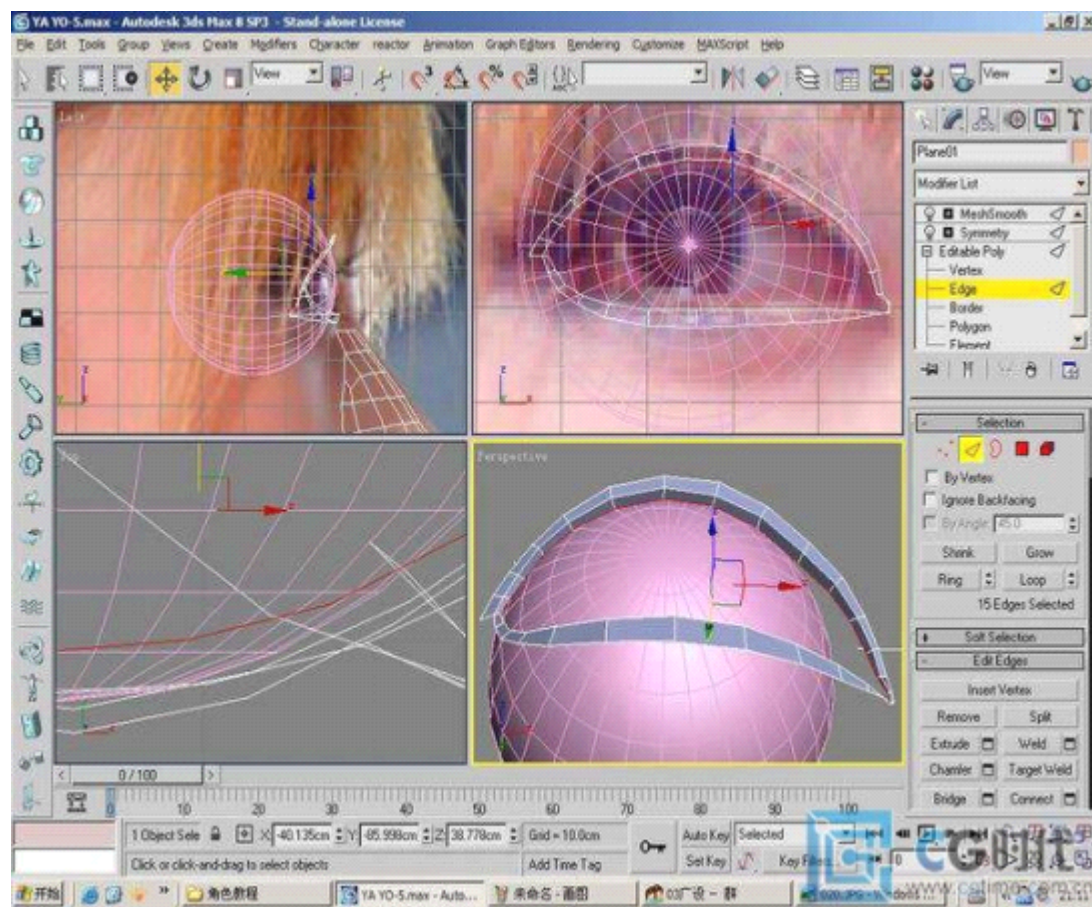 YA YO-5.max - Autodesk 3ds Max 8 SP3 - Stand-alone License
File Edit Tools Group Views Create Modifiers Character reactor Animation Graph Editors Rendering Customize MAXScript Help
View
3
%
ABC
View
Left
Plane01
Modifier List
MeshSmooth
Symmetry
Editable Poly
Vertex
Edge
Border
Polygon
Element
Top
Perspective
Selection
By Vertex
Ignore Backfacing
By Angle: 45.0
Shrink Grow
Ring Loop
15 Edges Selected
Soft Selection
Edit Edges
Insert Vertex
Remove Split
Extrude Weld
Chamfer Target Weld
Bridge Connect
0 / 100
0 10 20 30 40 50 60 70 80 90 100
1 Object Sele X: -40.135cm Y: -85.998cm Z: 38.778cm Grid = 10.0cm
Auto Key Selected
Click or click-and-drag to select objects Add Time Tag
Set Key 0
CG时代
www.cgtime.com.cn
开始 角色教程 YA YO-5.max - Auto... 未命名 - 画图